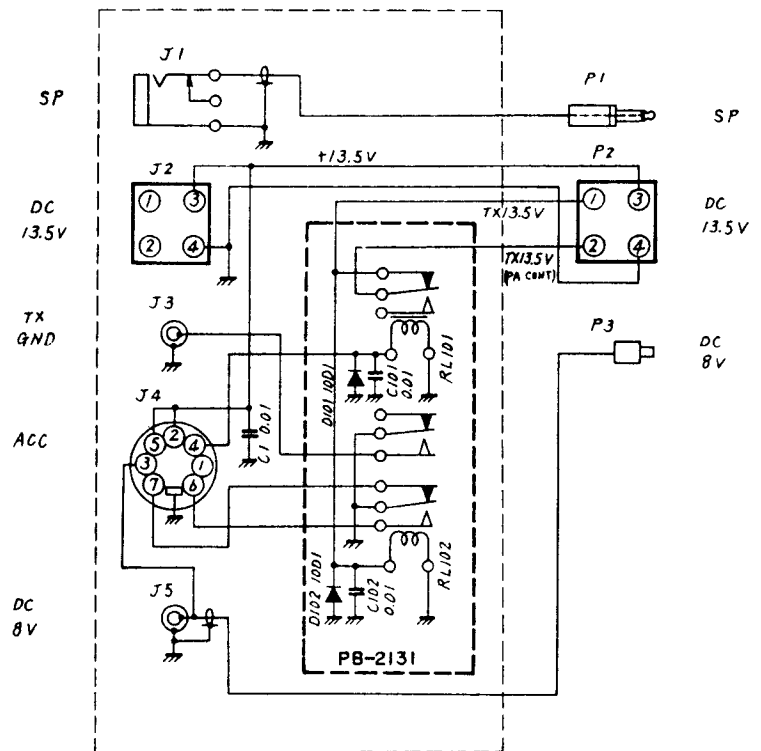 J1
P1
SP
SP
+13.5V
P2
J2
1
3
2
4
DC
13.5V
TX13.5V
1
3
2
4
DC
13.5V
TX13.5V
(PA CONT)
TX
GND
J3
P3
DC
8V
D101 10D1
C101
0.01
RL101
J4
C1 0.01
ACC
5
2
4
3
1
7
6
DC
8V
J5
D102 10D1
C102
0.01
RL102
PB-2131